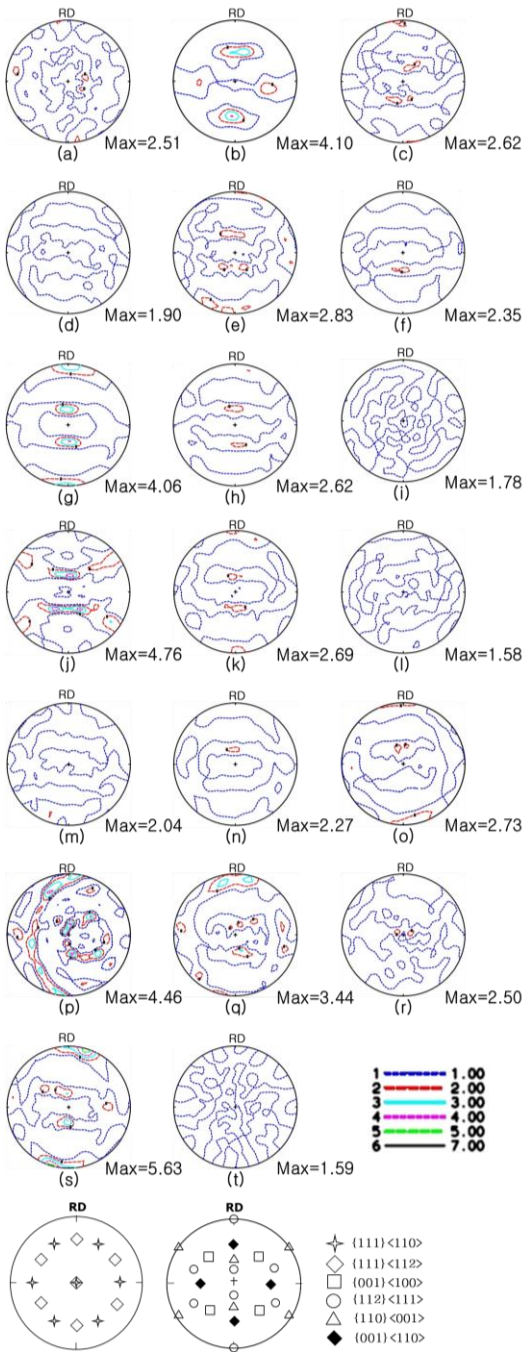 RD RD RD
Max=2.51 Max=4.10 Max=2.62
(a) (b) (c)
RD RD RD
Max=1.90 Max=2.83 Max=2.35
(d) (e) (f)
RD RD RD
Max=4.06 Max=2.62 Max=1.78
(g) (h) (i)
RD RD RD
Max=4.76 Max=2.69 Max=1.58
(j) (k) (l)
RD RD RD
Max=2.04 Max=2.27 Max=2.73
(m) (n) (o)
RD RD RD
Max=4.46 Max=3.44 Max=2.50
(p) (q) (r)
RD RD
Max=5.63 Max=1.59
(s) (t)
1 1.00
2 2.00
3 3.00
4 4.00
5 5.00
6 7.00
RD RD
{111}<110>
{111}<112>
{001}<100>
{112}<111>
{110}<001>
{001}<110>